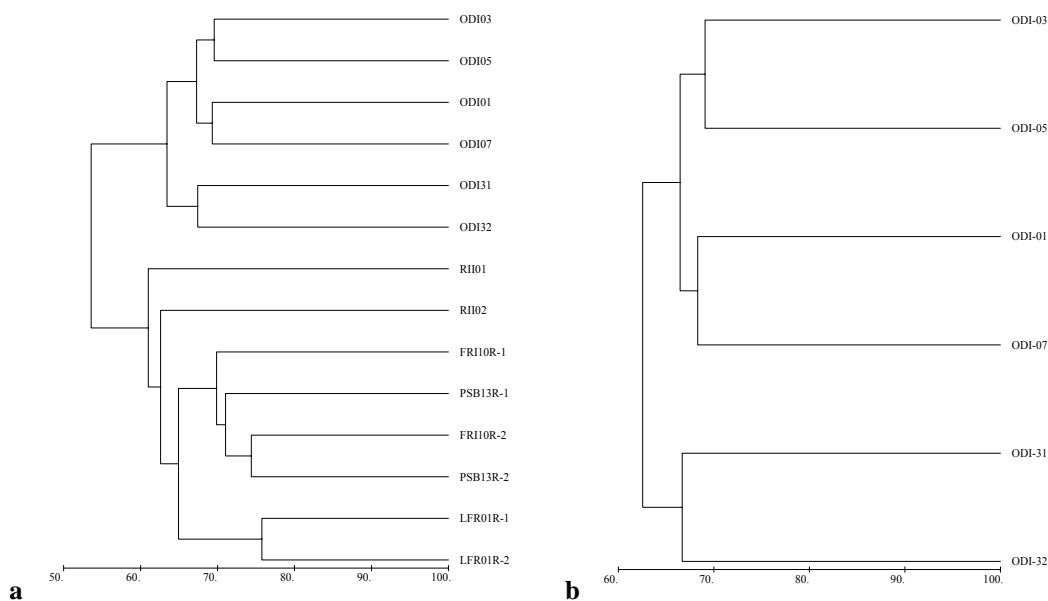 ODI03
ODI05
ODI01
ODI07
ODI31
ODI32
RII01
RII02
FRI10R-1
PSB13R-1
FRI10R-2
PSB13R-2
LFR01R-1
LFR01R-2
50. 60. 70. 80. 90. 100.
a
ODI-03
ODI-05
ODI-01
ODI-07
ODI-31
ODI-32
60. 70. 80. 90. 100.
b